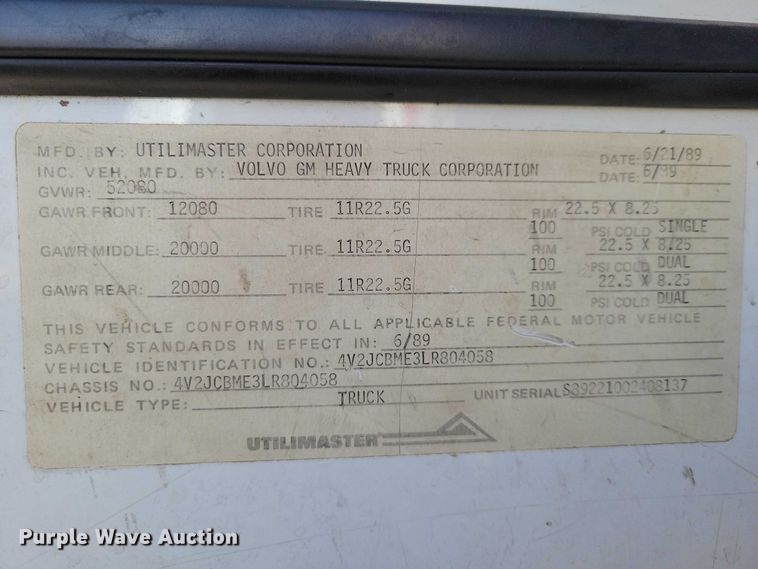 MFD. BY: UTILIMASTER CORPORATION DATE: 6/21/89
INC. VEH. MFD. BY: VOLVO GM HEAVY TRUCK CORPORATION DATE: 6/89
GVWR: 52080
GAWR FRONT: 12080 TIRE 11R22.5G RIM 22.5 X 8.25
100 PSI COLD SINGLE
GAWR MIDDLE: 20000 TIRE 11R22.5G RIM 22.5 X 8.25
100 PSI COLD DUAL
GAWR REAR: 20000 TIRE 11R22.5G RIM 22.5 X 8.25
100 PSI COLD DUAL
THIS VEHICLE CONFORMS TO ALL APPLICABLE FEDERAL MOTOR VEHICLE
SAFETY STANDARDS IN EFFECT IN: 6/89
VEHICLE IDENTIFICATION NO.: 4V2JCBME3LR804058
CHASSIS NO.: 4V2JCBME3LR804058
VEHICLE TYPE: TRUCK UNIT SERIAL S89221002408137
UTILIMASTER
Purple Wave Auction